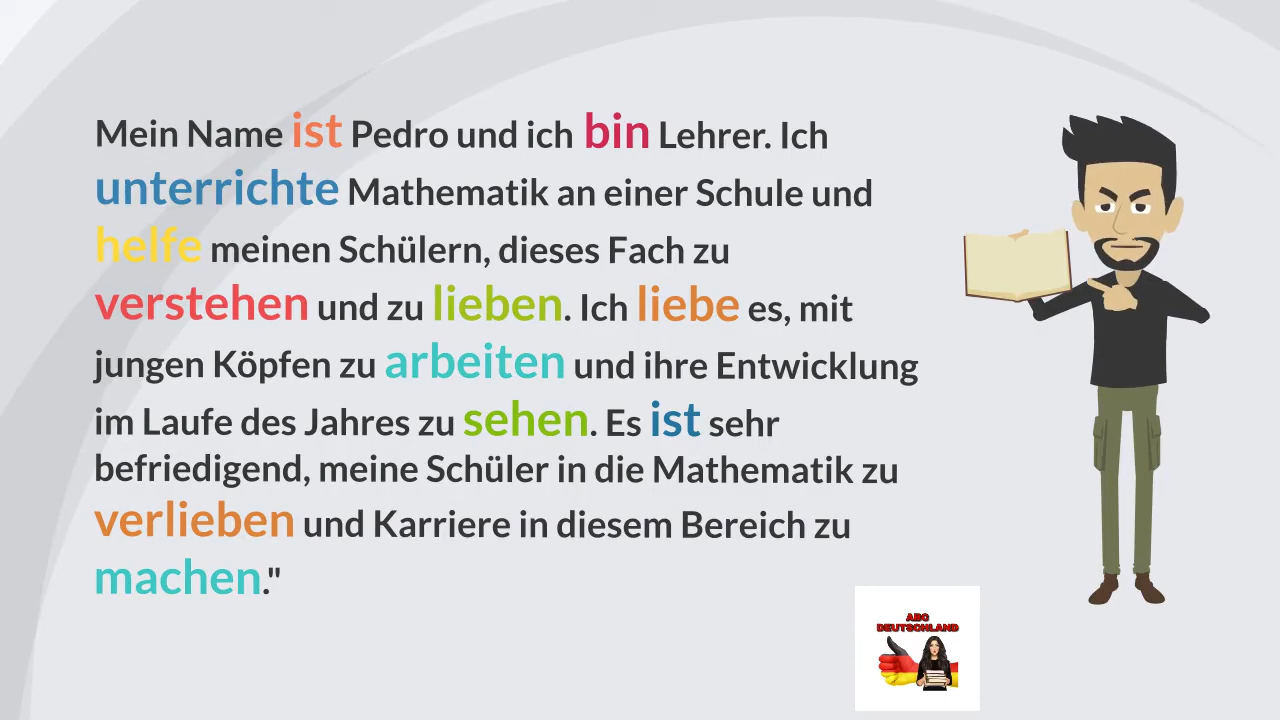 Mein Name ist Pedro und ich bin Lehrer. Ich
unterrichte Mathematik an einer Schule und
helfe meinen Schülern, dieses Fach zu
verstehen und zu lieben. Ich liebe es, mit
jungen Köpfen zu arbeiten und ihre Entwicklung
im Laufe des Jahres zu sehen. Es ist sehr
befriedigend, meine Schüler in die Mathematik zu
verlieben und Karriere in diesem Bereich zu
machen."
ABC
DEUTSCHLAND